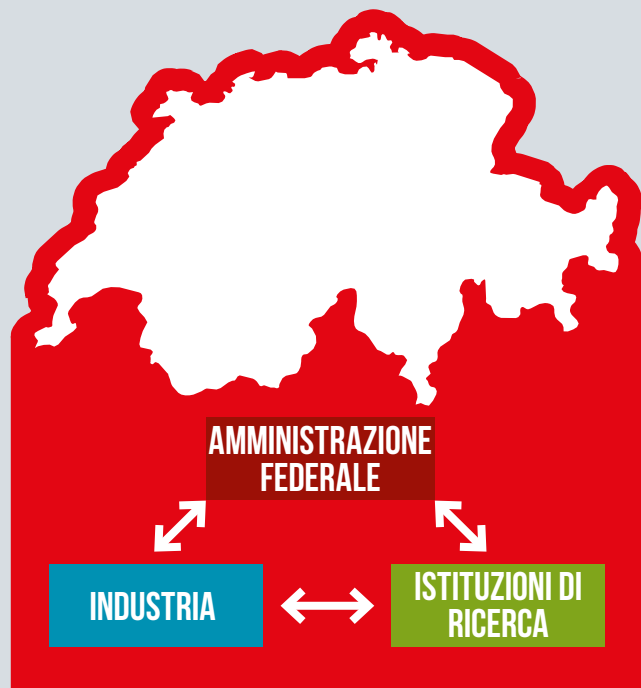 AMMINISTRAZIONE
FEDERALE
INDUSTRIA
ISTITUZIONI DI
RICERCA